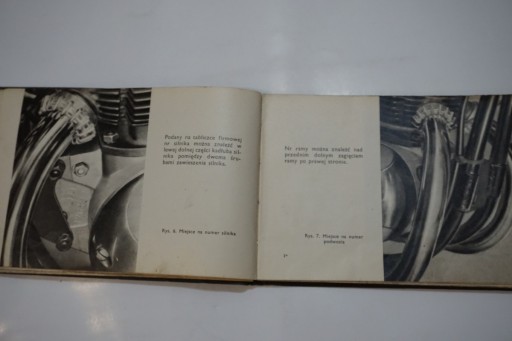 Podany na tabliczce firmowej
nr silnika można znaleźć w
lewej dolnej części kadłuba sil-
nika pomiędzy dwoma śru-
bami zawieszenia silnika.
Rys. 6. Miejsce na numer silnika
Nr ramy można znaleźć nad
przednim dolnym zagięciem
ramy po prawej stronie.
Rys. 7. Miejsce na numer
podwozia.